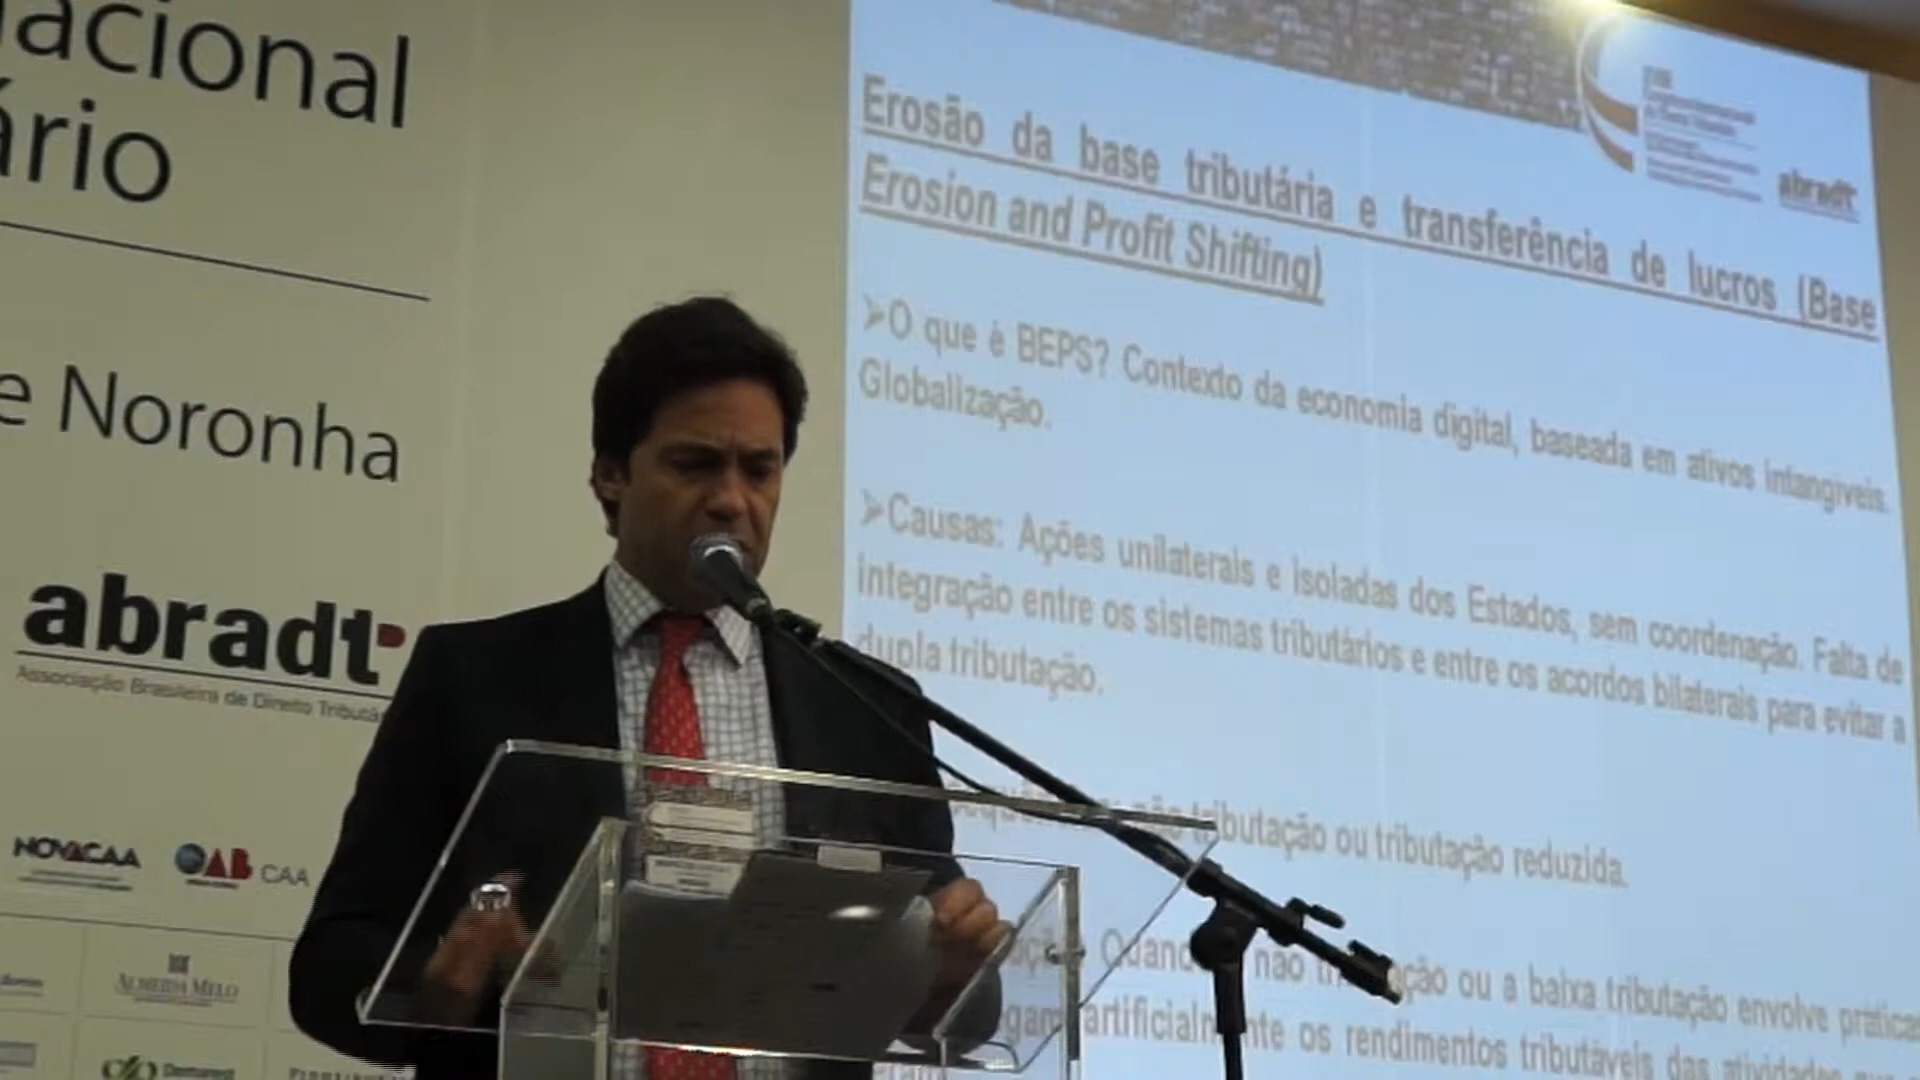 acional
ário
e Noronha
abradt
Associação Brasileira de Direito Tributá
NOVACAA
OAB CAA
ALMEIDA MELO
Demarest
Erosão da base tributária e transferência de lucros (Base
Erosion and Profit Shifting)
➢O que é BEPS? Contexto da economia digital, baseada em ativos intangíveis.
Globalização.
➢Causas: Ações unilaterais e isoladas dos Estados, sem coordenação. Falta de
integração entre os sistemas tributários e entre os acordos bilaterais para evitar a
dupla tributação.
não tributação ou tributação reduzida.
Quando não ou a baixa tributação envolve práticas
artificialmente os rendimentos tributáveis das atividades que
abradt